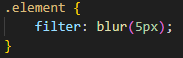 .element {
    filter: blur(5px);
}